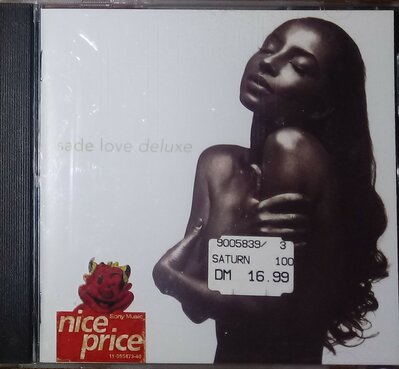 sade love deluxe
9005839/ 3
SATURN 100
DM 16.99
Sony Music
nice
price